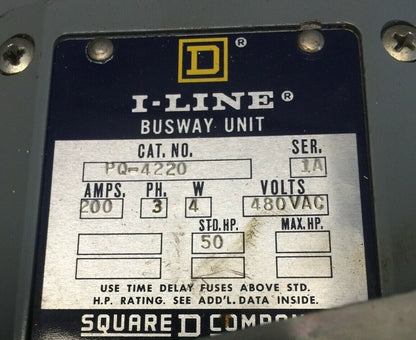 D ®
I-LINE ®
BUSWAY UNIT
CAT. NO. SER.
PQ-4220 1A
AMPS. PH. W VOLTS
200 3 4 480VAC
STD. HP. MAX. HP.
50
USE TIME DELAY FUSES ABOVE STD.
H.P. RATING. SEE ADD'L. DATA INSIDE.
SQUARE D